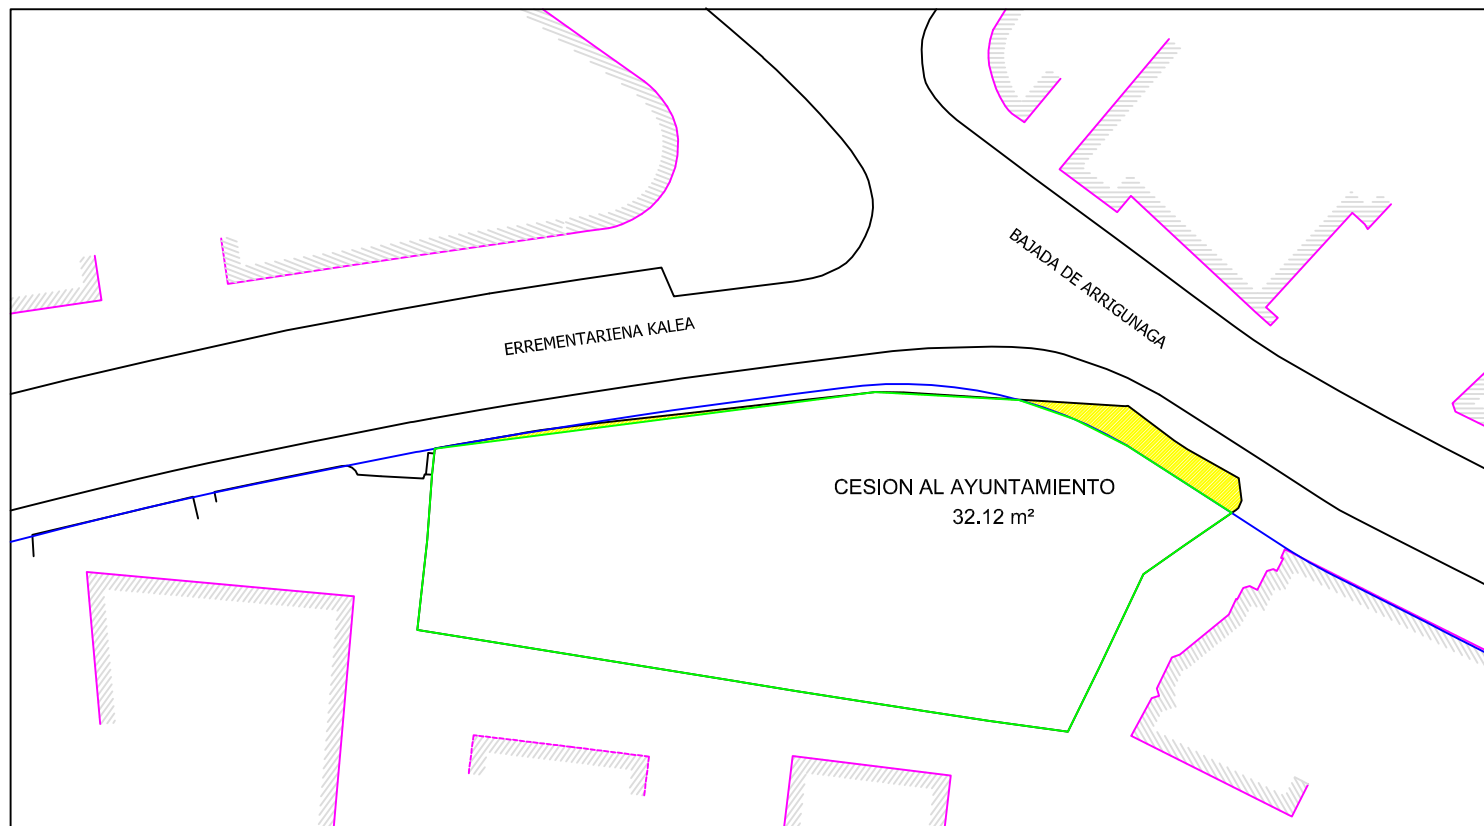 BAJADA DE ARRIGUNAGA
ERREMENTARIENA KALEA
CESION AL AYUNTAMIENTO
32.12 m²